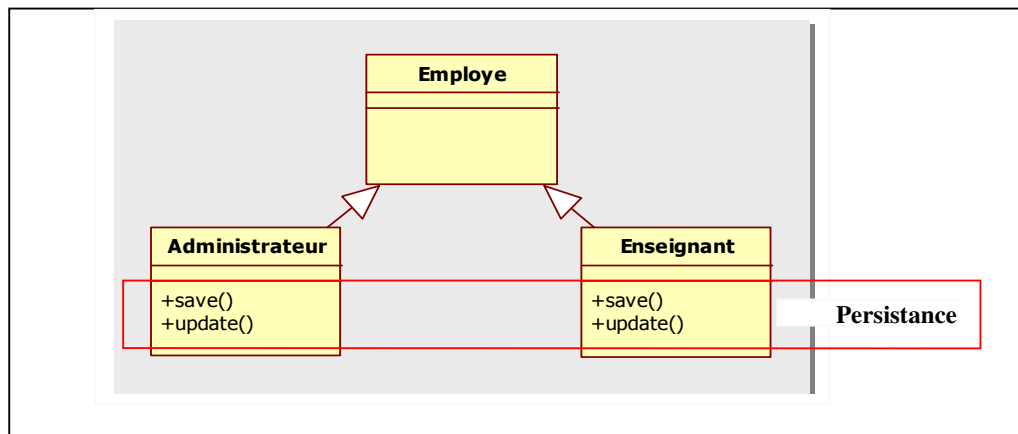 Employe
Administrateur
+save()
+update()
Enseignant
+save()
+update()
Persistance